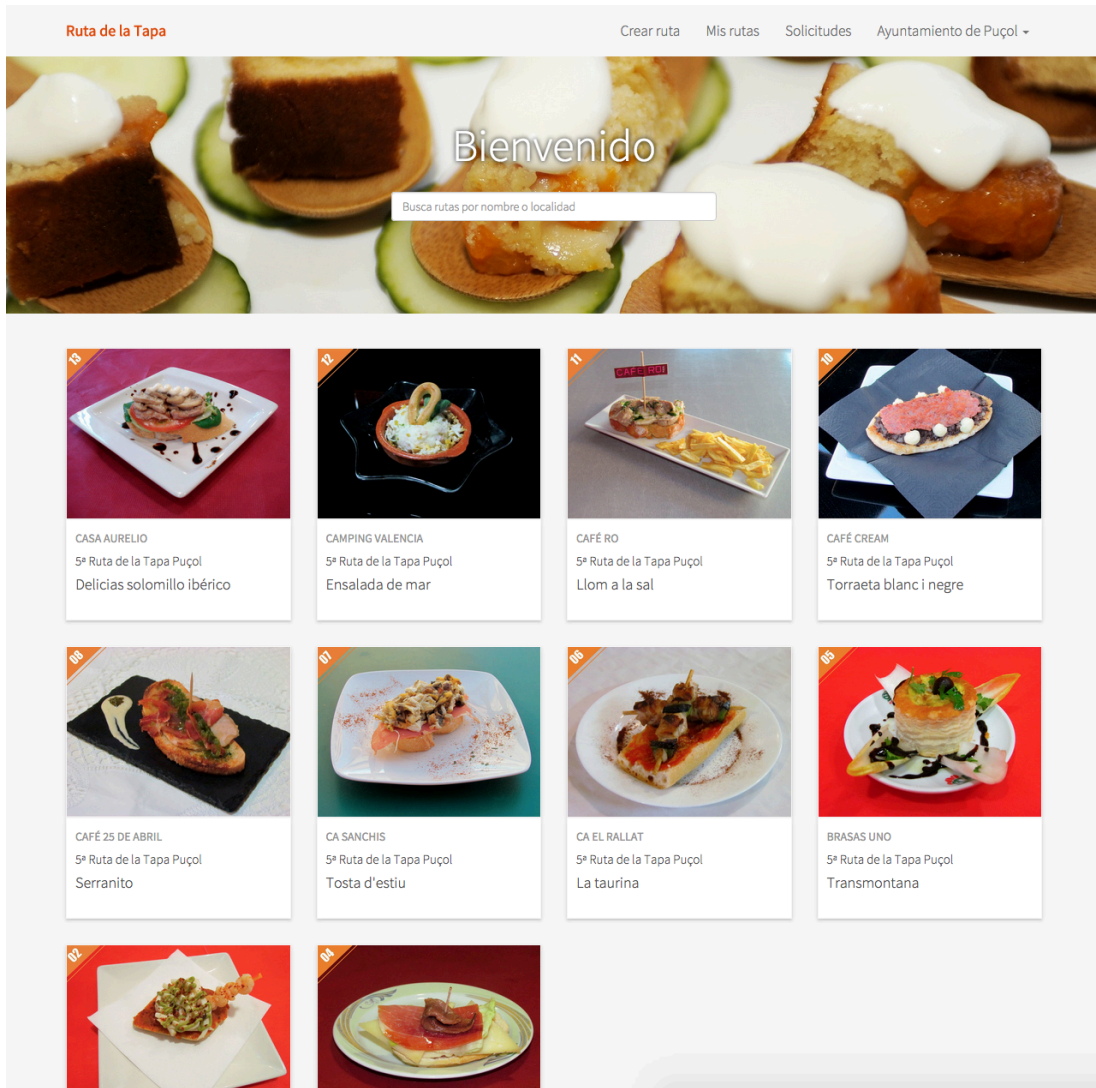 Ruta de la Tapa
Crear ruta Mis rutas Solicitudes Ayuntamiento de Puçol
Bienvenido
Busca rutas por nombre o localidad
13
12
11
CAFE RO
10
CASA AURELIO
5ª Ruta de la Tapa Puçol
Delicias solomillo ibérico
CAMPING VALENCIA
5ª Ruta de la Tapa Puçol
Ensalada de mar
CAFÉ RO
5ª Ruta de la Tapa Puçol
Llom a la sal
CAFÉ CREAM
5ª Ruta de la Tapa Puçol
Torraeta blanc i negre
08
07
06
05
CAFÉ 25 DE ABRIL
5ª Ruta de la Tapa Puçol
Serranito
CA SANCHIS
5ª Ruta de la Tapa Puçol
Tosta d'estiu
CA EL RALLAT
5ª Ruta de la Tapa Puçol
La taurina
BRASAS UNO
5ª Ruta de la Tapa Puçol
Transmontana
02
04